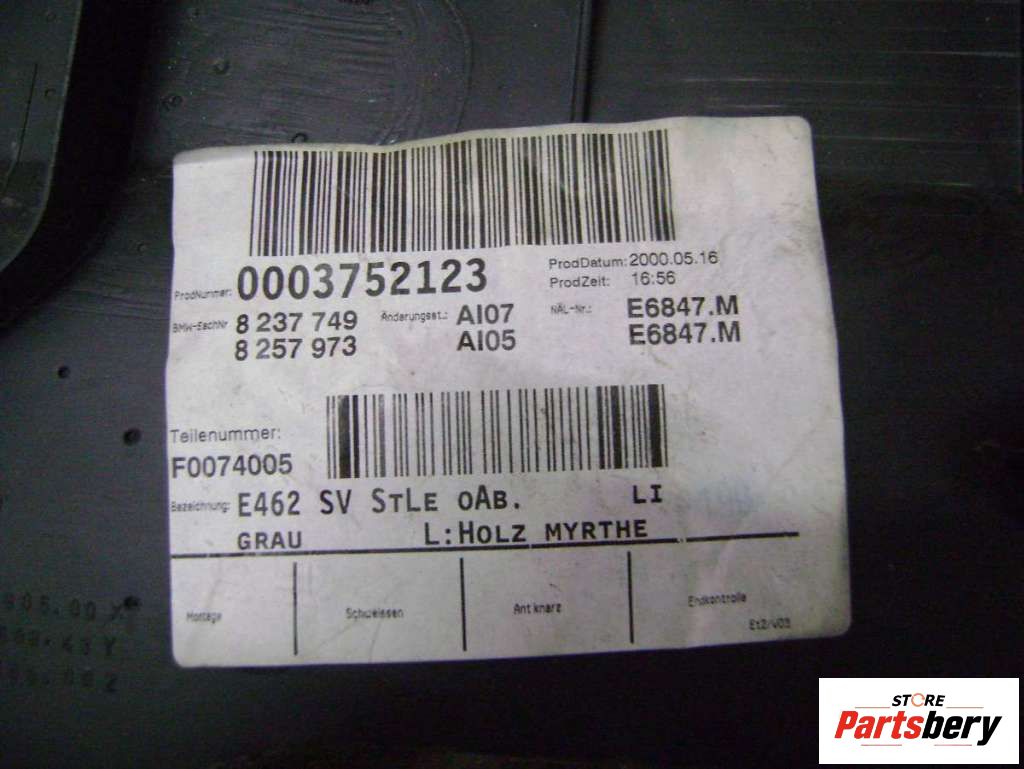 ProdNummer: 0003752123
ProdDatum: 2000.05.16
ProdZeit: 16:56
BMW-SachNr 8 237 749 Änderungsst.: AI07 NÄL-Nr.: E6847.M
8 257 973 AI05 E6847.M
Teilenummer:
F0074005
Bezeichnung: E462 SV StLe oAb. LI
GRAU L:Holz MYRTHE
Montage Schweissen Antiknarz Endkontrolle
Et2/V03
STORE
Partsbery